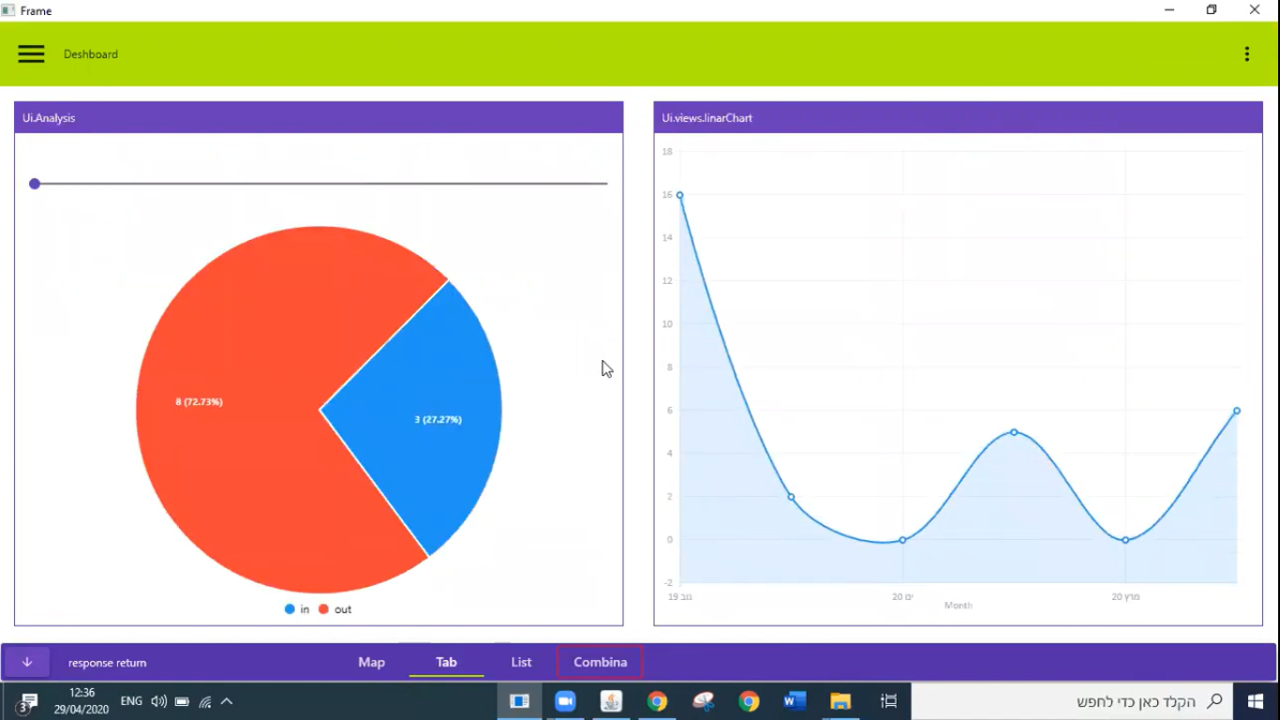 Frame
Deshboard
Ui.Analysis
8 (72.73%)
3 (27.27%)
in
out
Ui.views.linarChart
18
16
14
12
10
8
6
4
2
0
-2
נוב 19
ינו 20
מרץ 20
Month
response return
Map
Tab
List
Combina
3
12:36
29/04/2020
ENG
הקלד כאן כדי לחפש